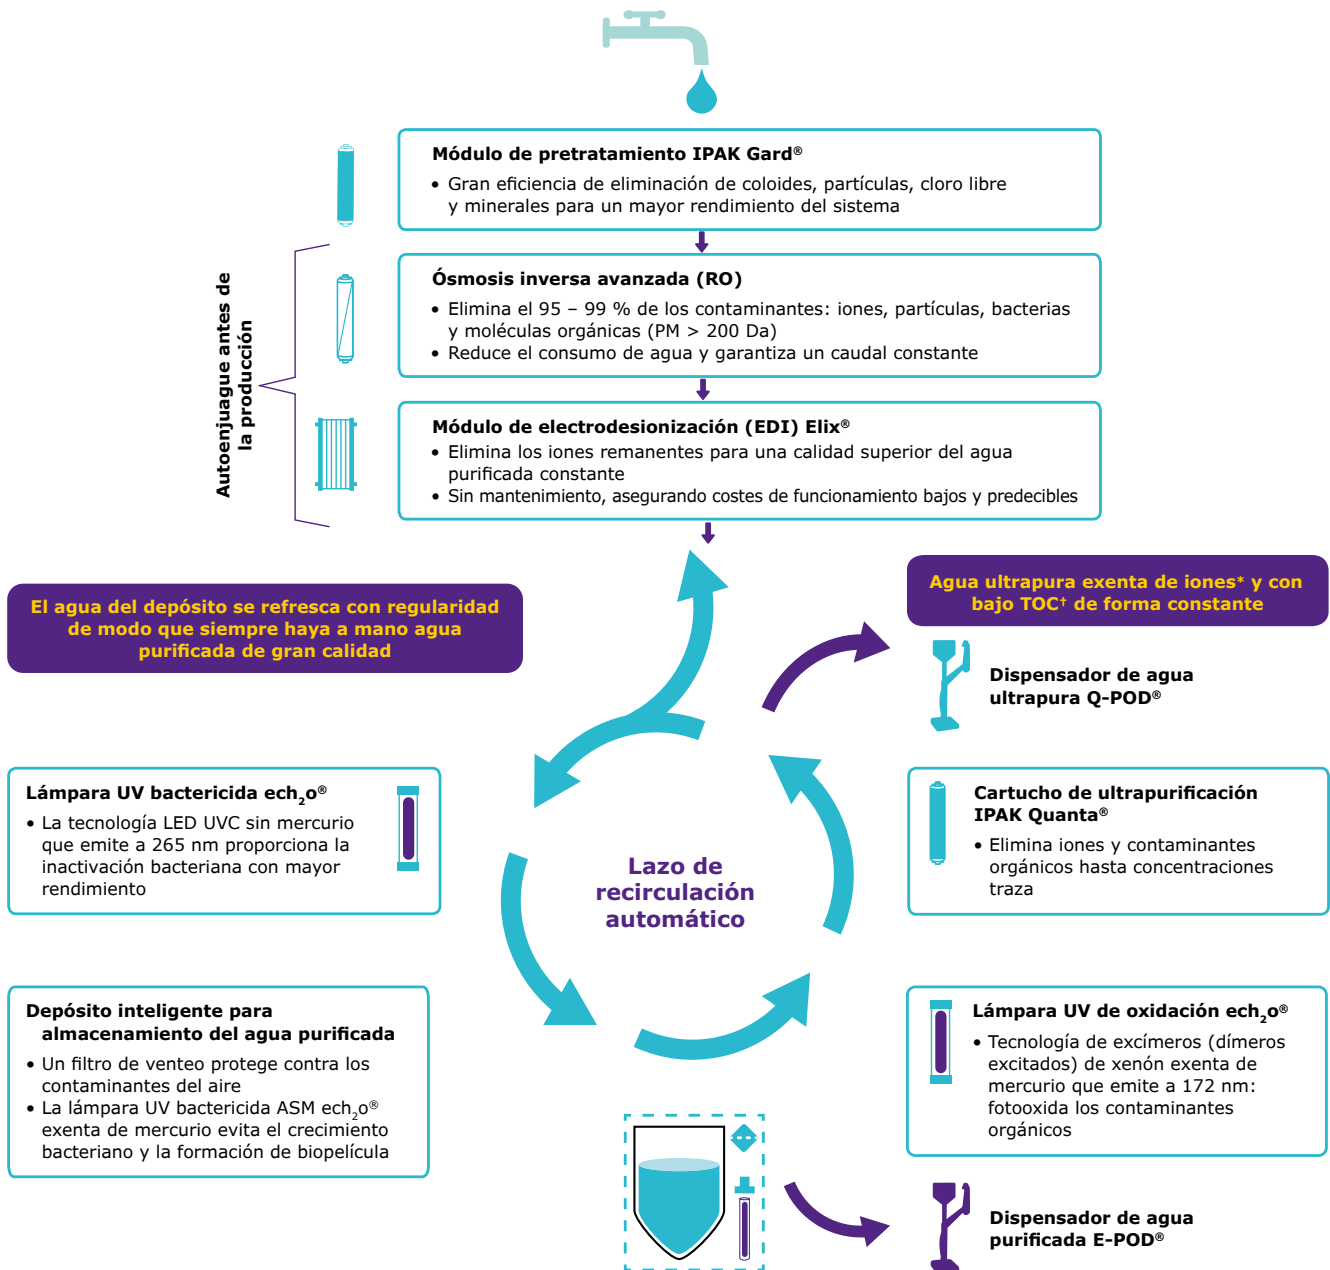 Módulo de pretratamiento IPAK Gard®
• Gran eficiencia de eliminación de coloides, partículas, cloro libre
y minerales para un mayor rendimiento del sistema
Autoenjuague antes de
la producción
Ósmosis inversa avanzada (RO)
• Elimina el 95 – 99 % de los contaminantes: iones, partículas, bacterias
y moléculas orgánicas (PM > 200 Da)
• Reduce el consumo de agua y garantiza un caudal constante
Módulo de electrodesionización (EDI) Elix®
• Elimina los iones remanentes para una calidad superior del agua
purificada constante
• Sin mantenimiento, asegurando costes de funcionamiento bajos y predecibles
El agua del depósito se refresca con regularidad
de modo que siempre haya a mano agua
purificada de gran calidad
Agua ultrapura exenta de iones* y con
bajo TOC† de forma constante
Dispensador de agua
ultrapura Q-POD®
Lámpara UV bactericida ech₂o®
• La tecnología LED UVC sin mercurio
que emite a 265 nm proporciona la
inactivación bacteriana con mayor
rendimiento
Lazo de
recirculación
automático
Cartucho de ultrapurificación
IPAK Quanta®
• Elimina iones y contaminantes
orgánicos hasta concentraciones
traza
Depósito inteligente para
almacenamiento del agua purificada
• Un filtro de venteo protege contra los
contaminantes del aire
• La lámpara UV bactericida ASM ech₂o®
exenta de mercurio evita el crecimiento
bacteriano y la formación de biopelícula
Lámpara UV de oxidación ech₂o®
• Tecnología de excímeros (dímeros
excitados) de xenón exenta de
mercurio que emite a 172 nm:
fotooxida los contaminantes
orgánicos
Dispensador de agua
purificada E-POD®